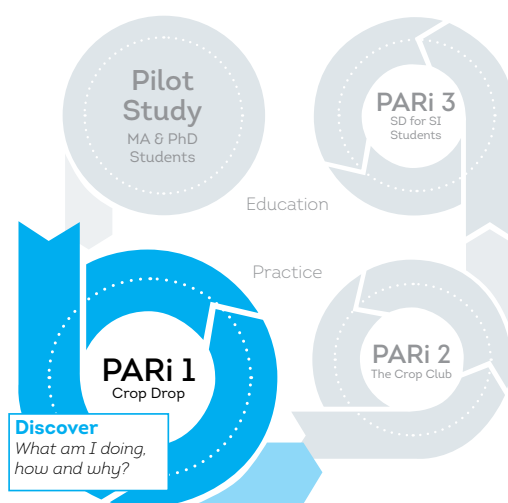 Pilot
Study
MA & PhD
Students
PARi 3
SD for SI
Students
Education
Practice
PARi 1
Crop Drop
PARi 2
The Crop Club
Discover
What am I doing,
how and why?